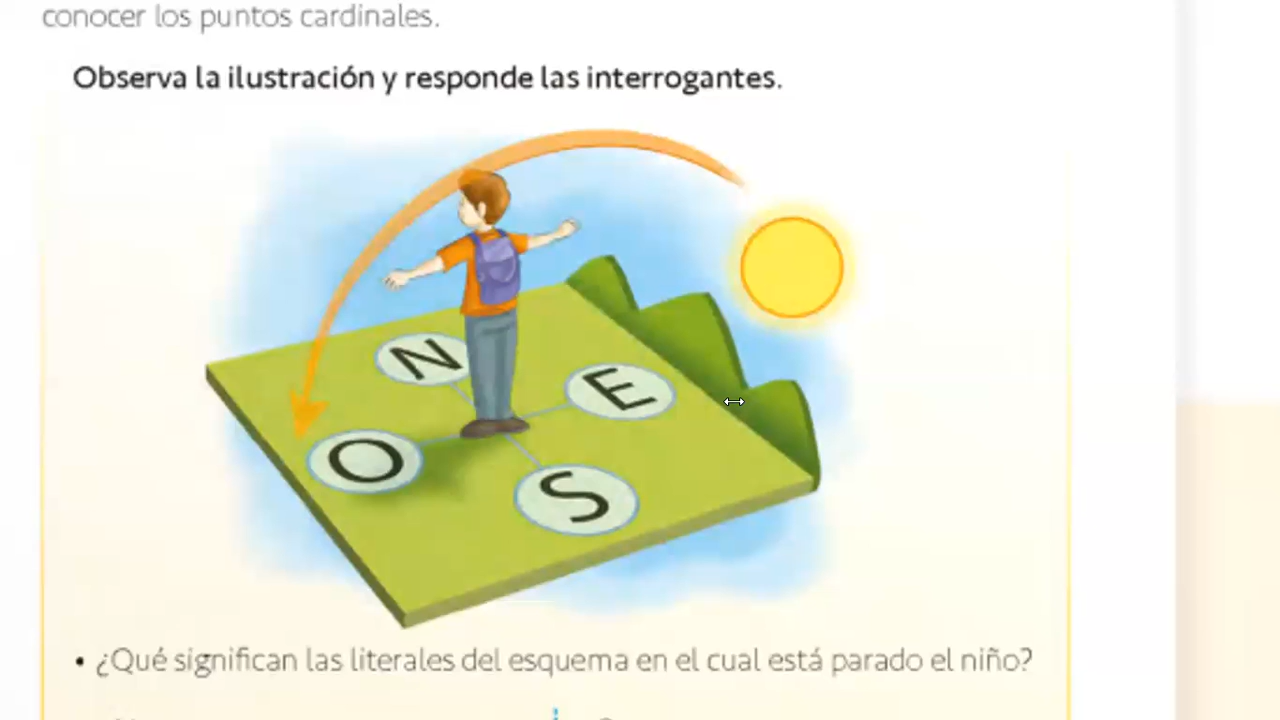 conocer los puntos cardinales.
Observa la ilustración y responde las interrogantes.
N
E
O
S
• ¿Qué significan las literales del esquema en el cual está parado el niño?